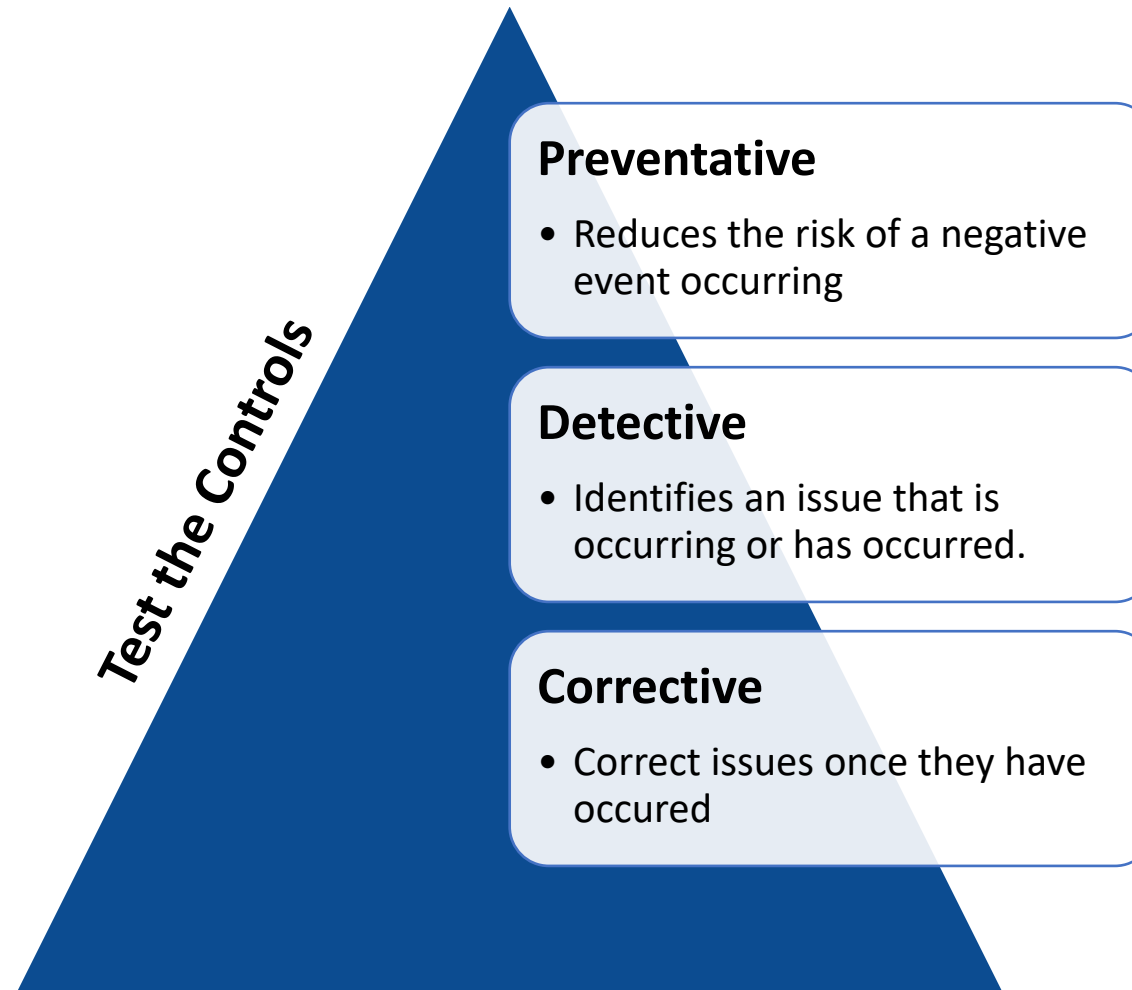 Test the Controls
Preventative
• Reduces the risk of a negative
event occurring
Detective
• Identifies an issue that is
occurring or has occurred.
Corrective
• Correct issues once they have
occured